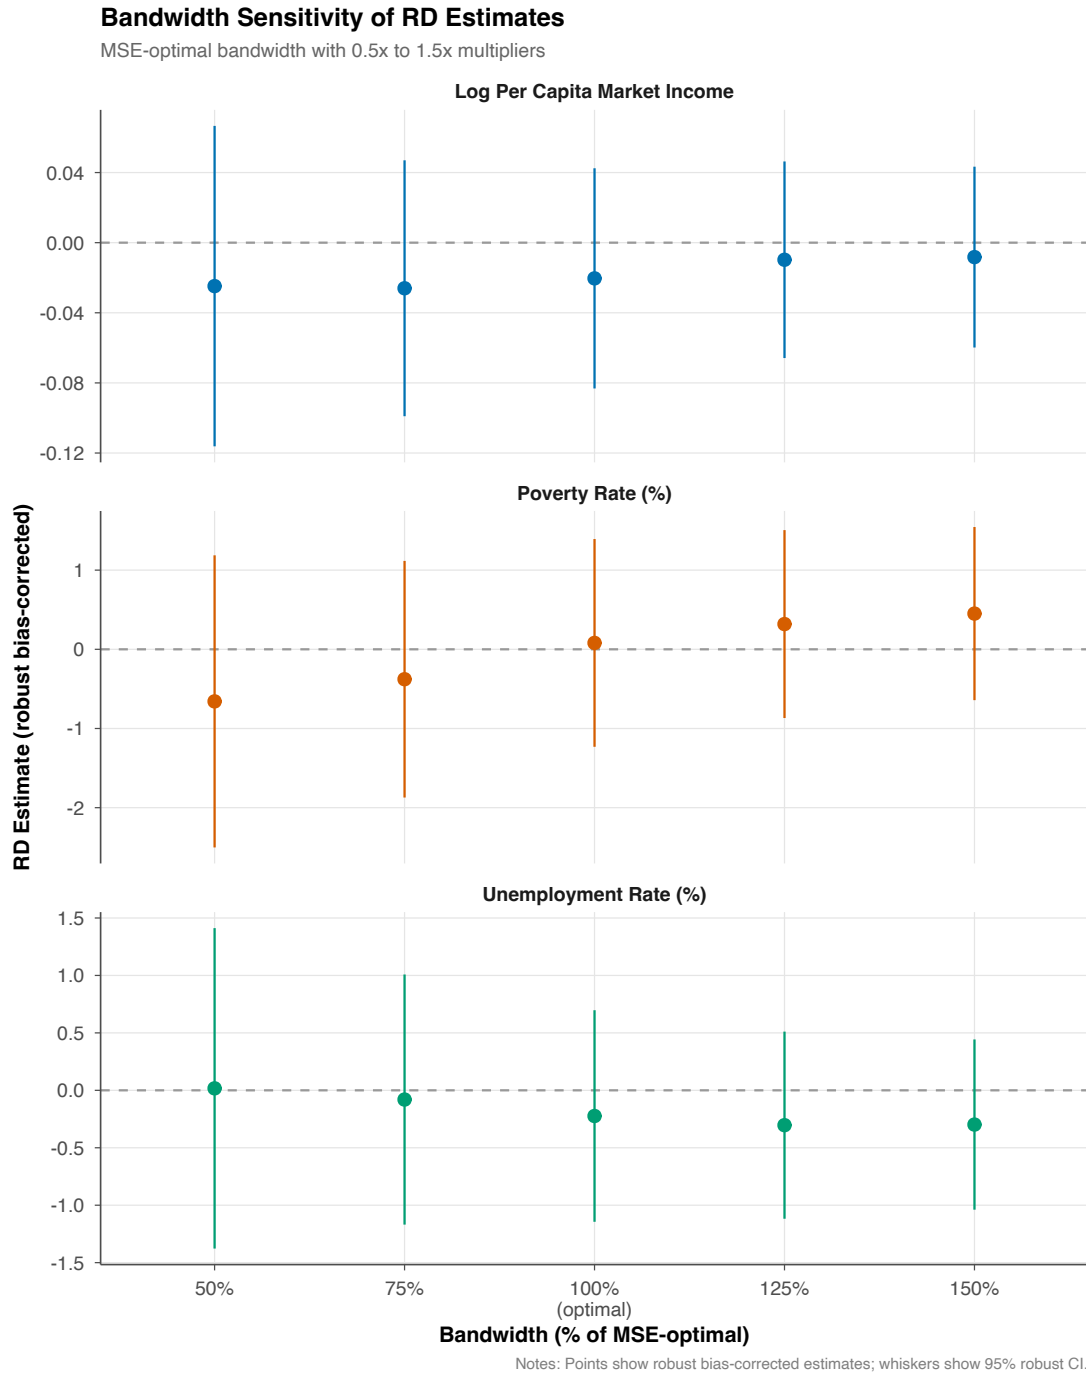 Bandwidth Sensitivity of RD Estimates
MSE-optimal bandwidth with 0.5x to 1.5x multipliers
Log Per Capita Market Income
0.04
0.00
-0.04
-0.08
-0.12
Poverty Rate (%)
1
0
-1
-2
RD Estimate (robust bias-corrected)
Unemployment Rate (%)
1.5
1.0
0.5
0.0
-0.5
-1.0
-1.5
50%
75%
100%
(optimal)
125%
150%
Bandwidth (% of MSE-optimal)
Notes: Points show robust bias-corrected estimates; whiskers show 95% robust CI.